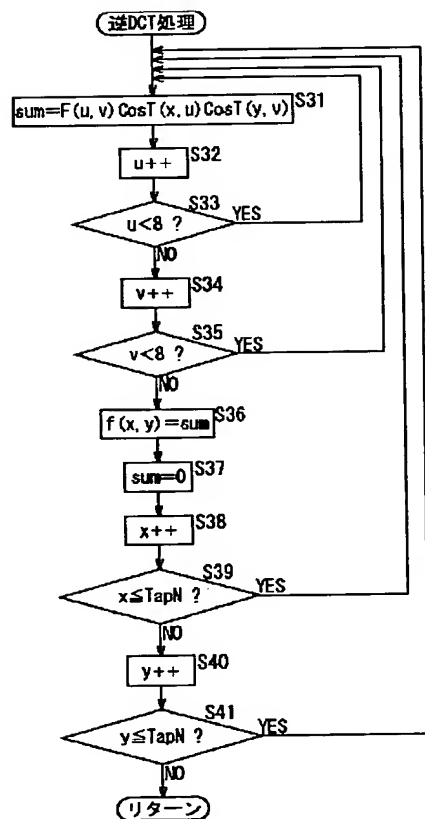 逆DCT処理
sum=F(u,v)CosT(x,u)CosT(y,v)
S31
u++
S32
u<8 ?
S33
YES
NO
v++
S34
v<8 ?
S35
YES
NO
f(x,y)=sum
S36
sum=0
S37
x++
S38
x≦TapN ?
S39
YES
NO
y++
S40
y≦TapN ?
S41
YES
NO
リターン